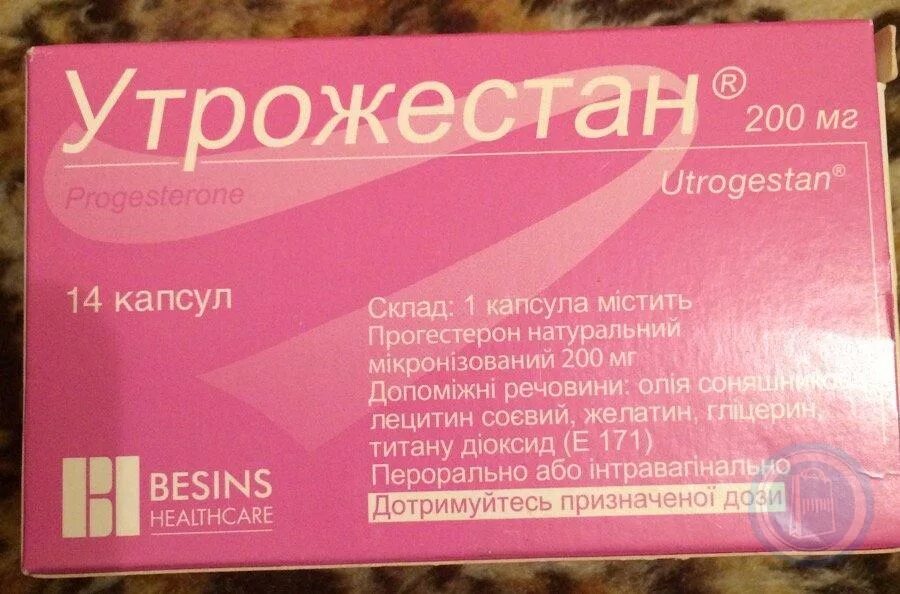 Утрожестан®
200 мг
Progesterone
Utrogestan®
14 капсул
Склад: 1 капсула містить
Прогестерон натуральний
мікронізований 200 мг
Допоміжні речовини: олія соняшнико
лецитин соєвий, желатин, гліцерин,
титану діоксид (Е 171)
Перорально або інтравагінально
Дотримуйтесь призначеної дози
BESINS
HEALTHCARE